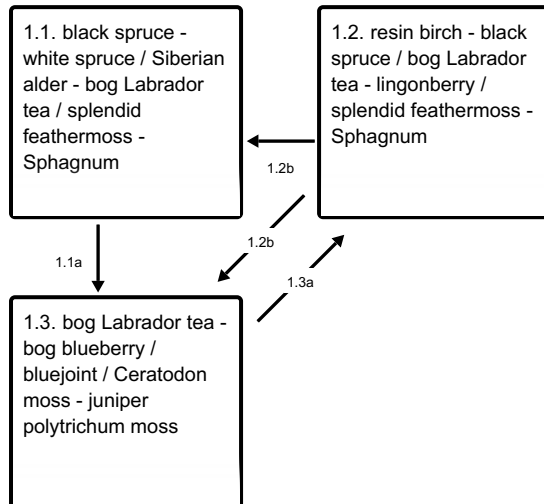 1.1. black spruce -
white spruce / Siberian
alder - bog Labrador
tea / splendid
feathermoss -
Sphagnum
1.2. resin birch - black
spruce / bog Labrador
tea - lingonberry /
splendid feathermoss -
Sphagnum
1.2b
1.2b
1.1a
1.3a
1.3. bog Labrador tea -
bog blueberry /
bluejoint / Ceratodon
moss - juniper
polytrichum moss